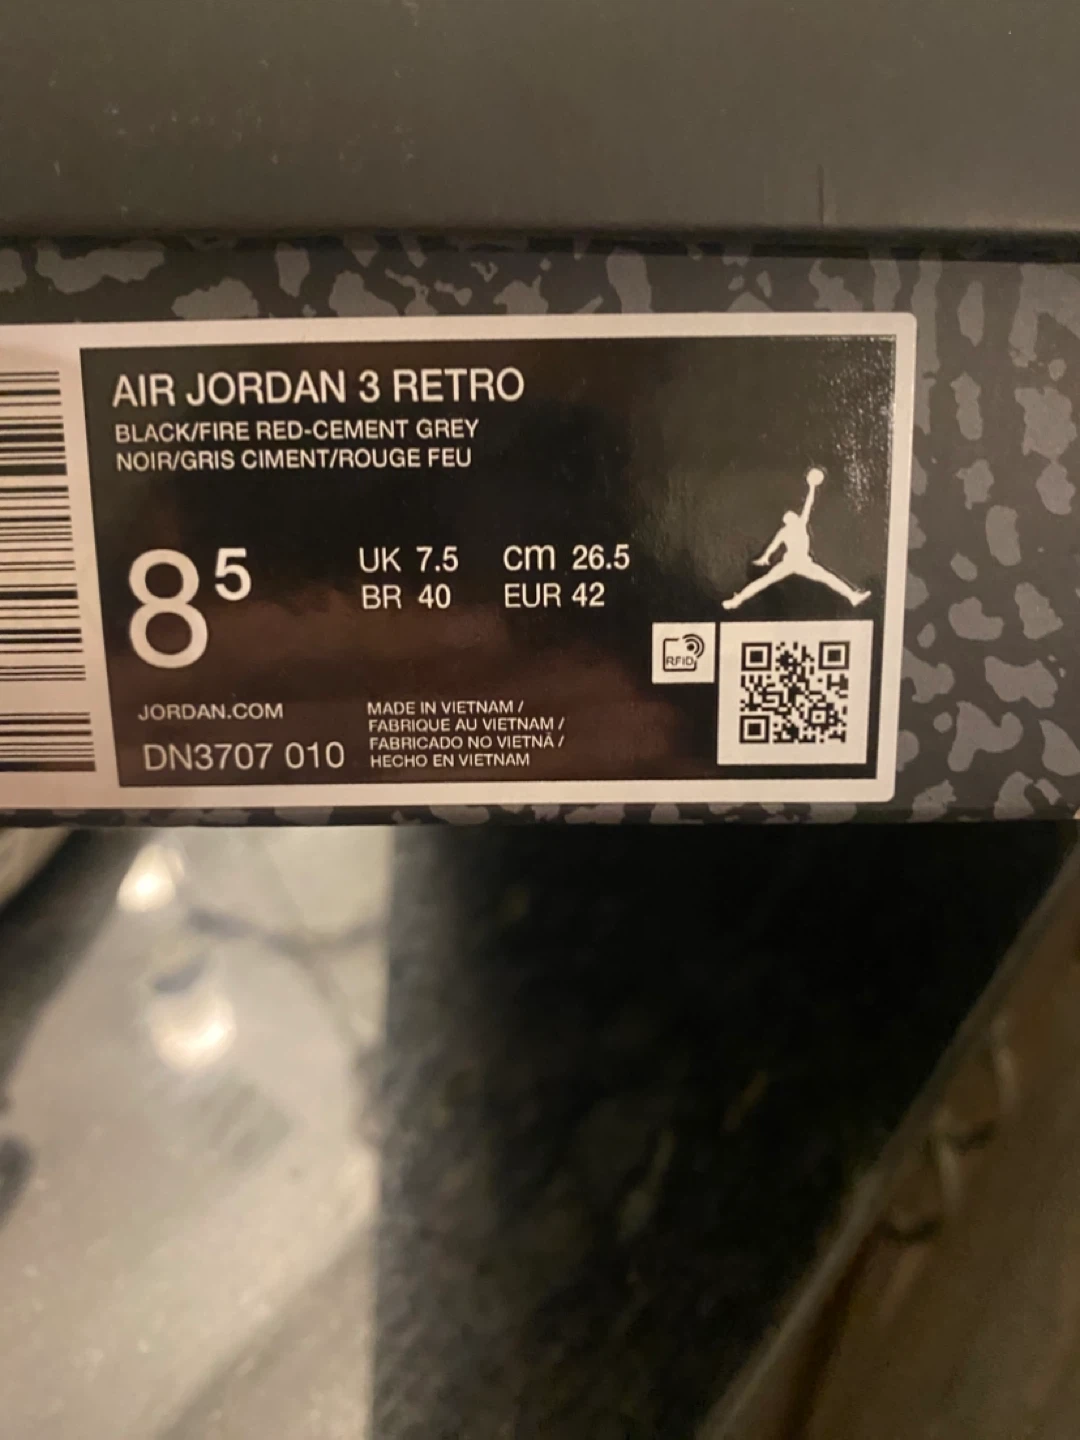 AIR JORDAN 3 RETRO
BLACK/FIRE RED-CEMENT GREY
NOIR/GRIS CIMENT/ROUGE FEU
8 5
UK 7.5 cm 26.5
BR 40 EUR 42
RFID
JORDAN.COM
DN3707 010
MADE IN VIETNAM /
FABRIQUE AU VIETNAM /
FABRICADO NO VIETNÃ /
HECHO EN VIETNAM